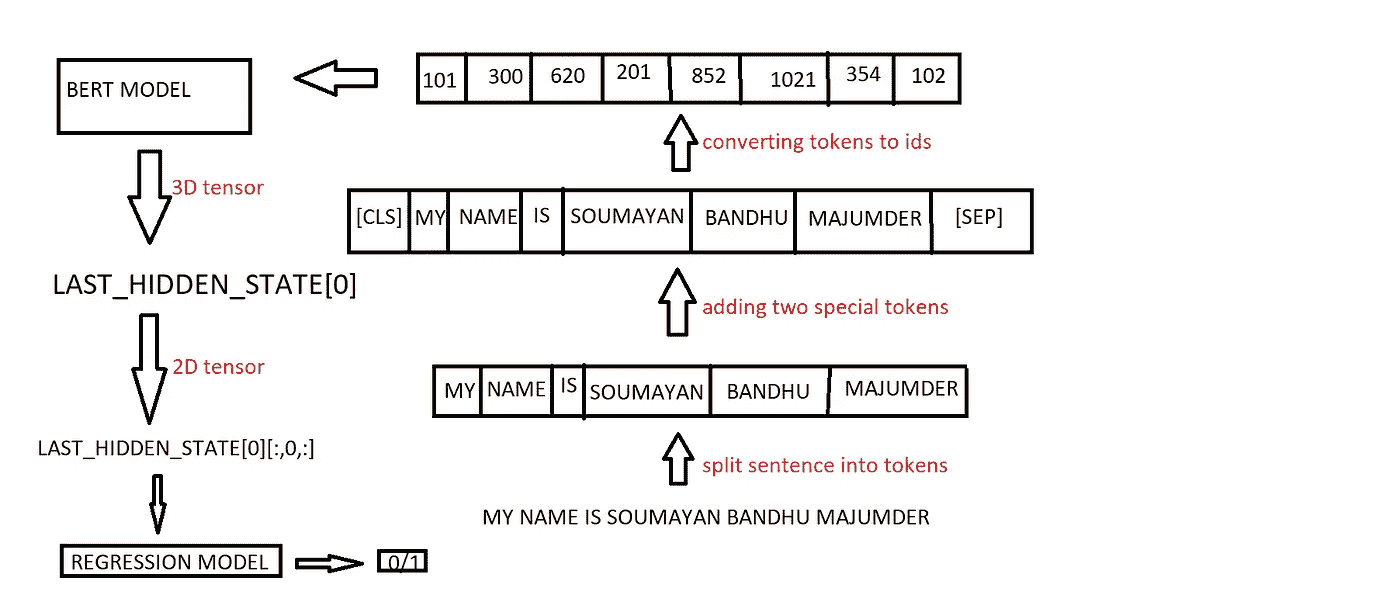 BERT MODEL
101 300 620 201 852 1021 354 102
converting tokens to ids
3D tensor
[CLS] MY NAME IS SOUMAYAN BANDHU MAJUMDER [SEP]
LAST_HIDDEN_STATE[0]
adding two special tokens
2D tensor
MY NAME IS SOUMAYAN BANDHU MAJUMDER
LAST_HIDDEN_STATE[0][:,0,:]
split sentence into tokens
MY NAME IS SOUMAYAN BANDHU MAJUMDER
REGRESSION MODEL
0/1